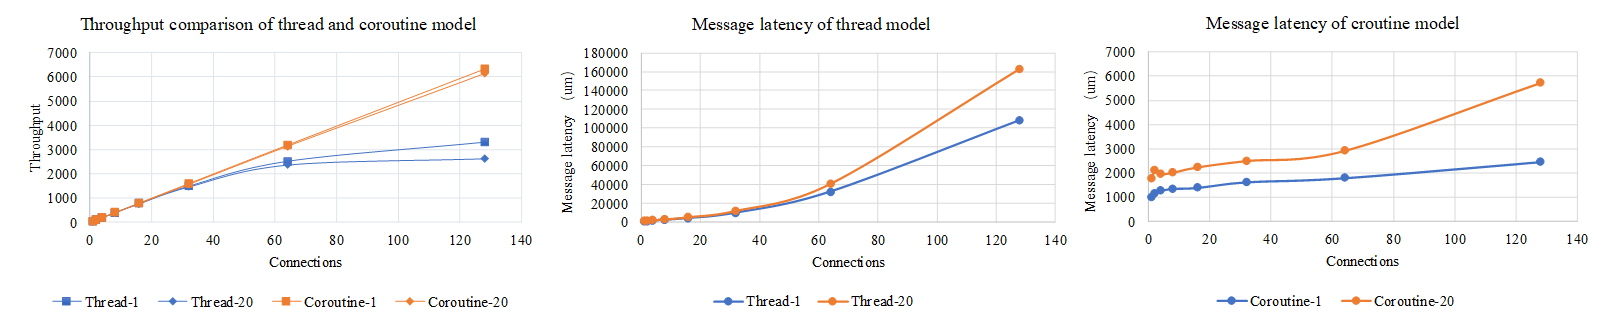 Throughput comparison of thread and coroutine model
Throughput
7000
6000
5000
4000
3000
2000
1000
0
0 20 40 60 80 100 120 140
Connections
Thread-1 Thread-20 Coroutine-1 Coroutine-20
Message latency of thread model
Message latency （um）
180000
160000
140000
120000
100000
80000
60000
40000
20000
0
0 20 40 60 80 100 120 140
Connections
Thread-1 Thread-20
Message latency of croutine model
Message latency （um）
7000
6000
5000
4000
3000
2000
1000
0
0 20 40 60 80 100 120 140
Connections
Coroutine-1 Coroutine-20